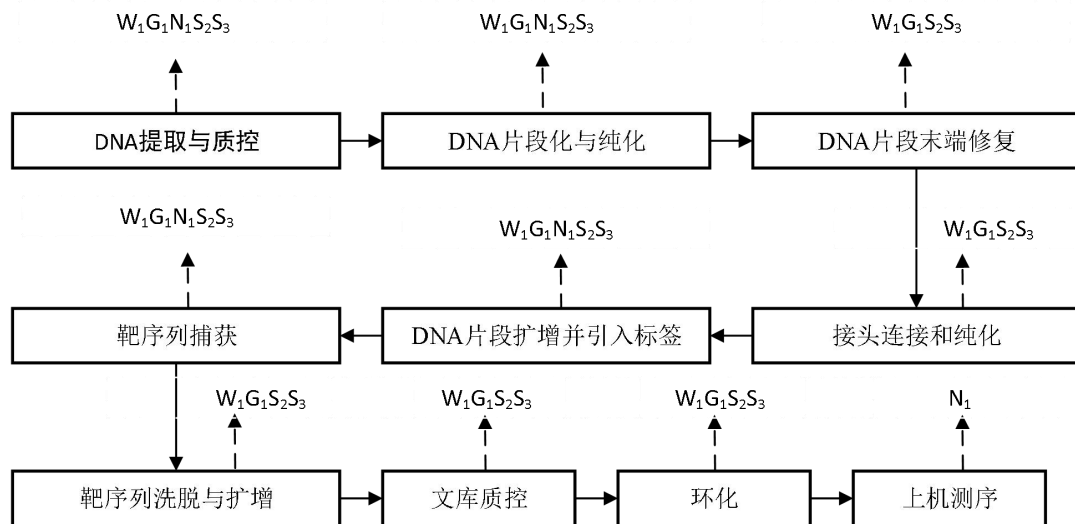 W₁G₁N₁S₂S₃
W₁G₁N₁S₂S₃
W₁G₁S₂S₃
DNA提取与质控
DNA片段化与纯化
DNA片段末端修复
W₁G₁N₁S₂S₃
W₁G₁N₁S₂S₃
W₁G₁S₂S₃
靶序列捕获
DNA片段扩增并引入标签
接头连接和纯化
W₁G₁S₂S₃
W₁G₁S₂S₃
W₁G₁S₂S₃
N₁
靶序列洗脱与扩增
文库质控
环化
上机测序